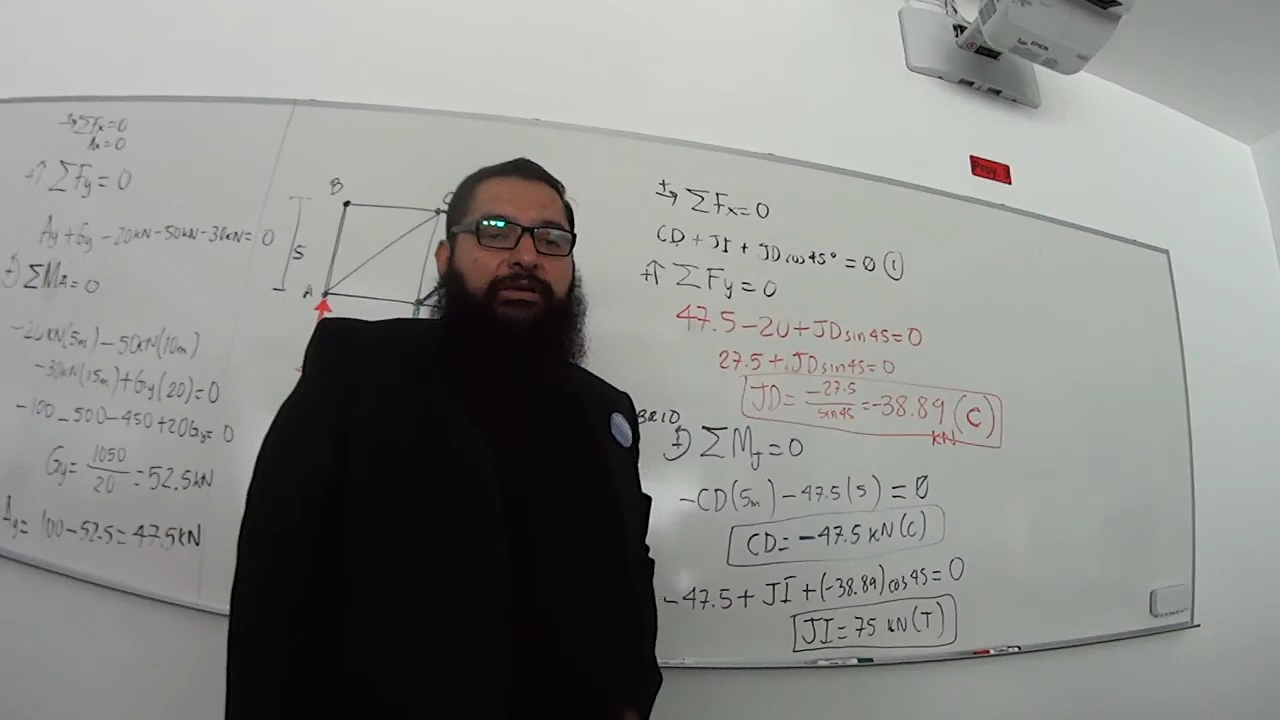 +→ ΣFx=0
Ax=0
+↑ ΣFy=0
Ay+Gy-20kN-50kN-30kN=0
ΣMA=0
-20kN(5m)-50kN(10m)
-30kN(15m)+Gy(20)=0
-100-500-450+20Gy=0
Gy=1050/20=52.5kN
Ay=100-52.5=47.5kN
B
5
A
+→ ΣFx=0
CD+JI+JDcos45°=0 ①
+↑ ΣFy=0
47.5-20+JDsin45=0
27.5+JDsin45=0
JD=-27.5/sin45=-38.89 (C)
kN
ΣMJ=0
-CD(5m)-47.5(5)=0
CD=-47.5 kN(C)
-47.5+JI+(-38.89)cos45=0
JI=75 kN(T)
EPSON
Proy. 3